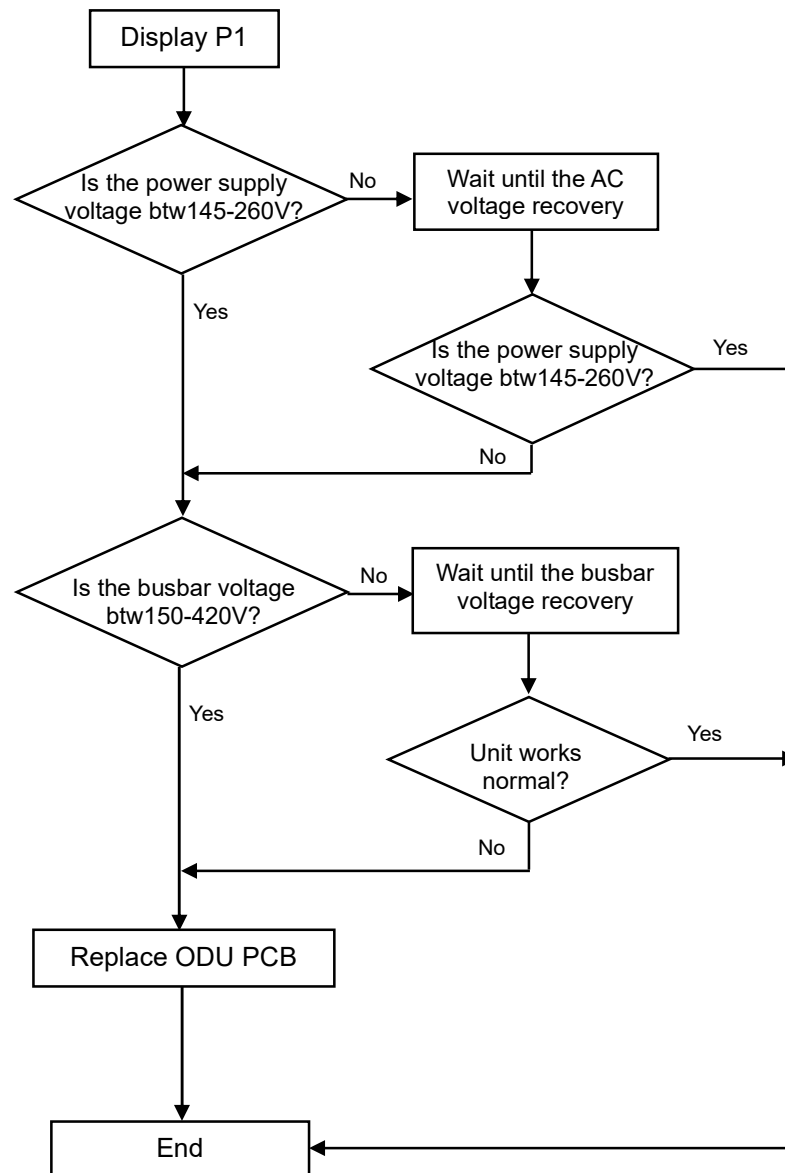 Display P1
Is the power supply
voltage btw145-260V?
No
Wait until the AC
voltage recovery
Yes
Is the power supply
voltage btw145-260V?
Yes
No
Is the busbar voltage
btw150-420V?
No
Wait until the busbar
voltage recovery
Yes
Unit works
normal?
Yes
No
Replace ODU PCB
End